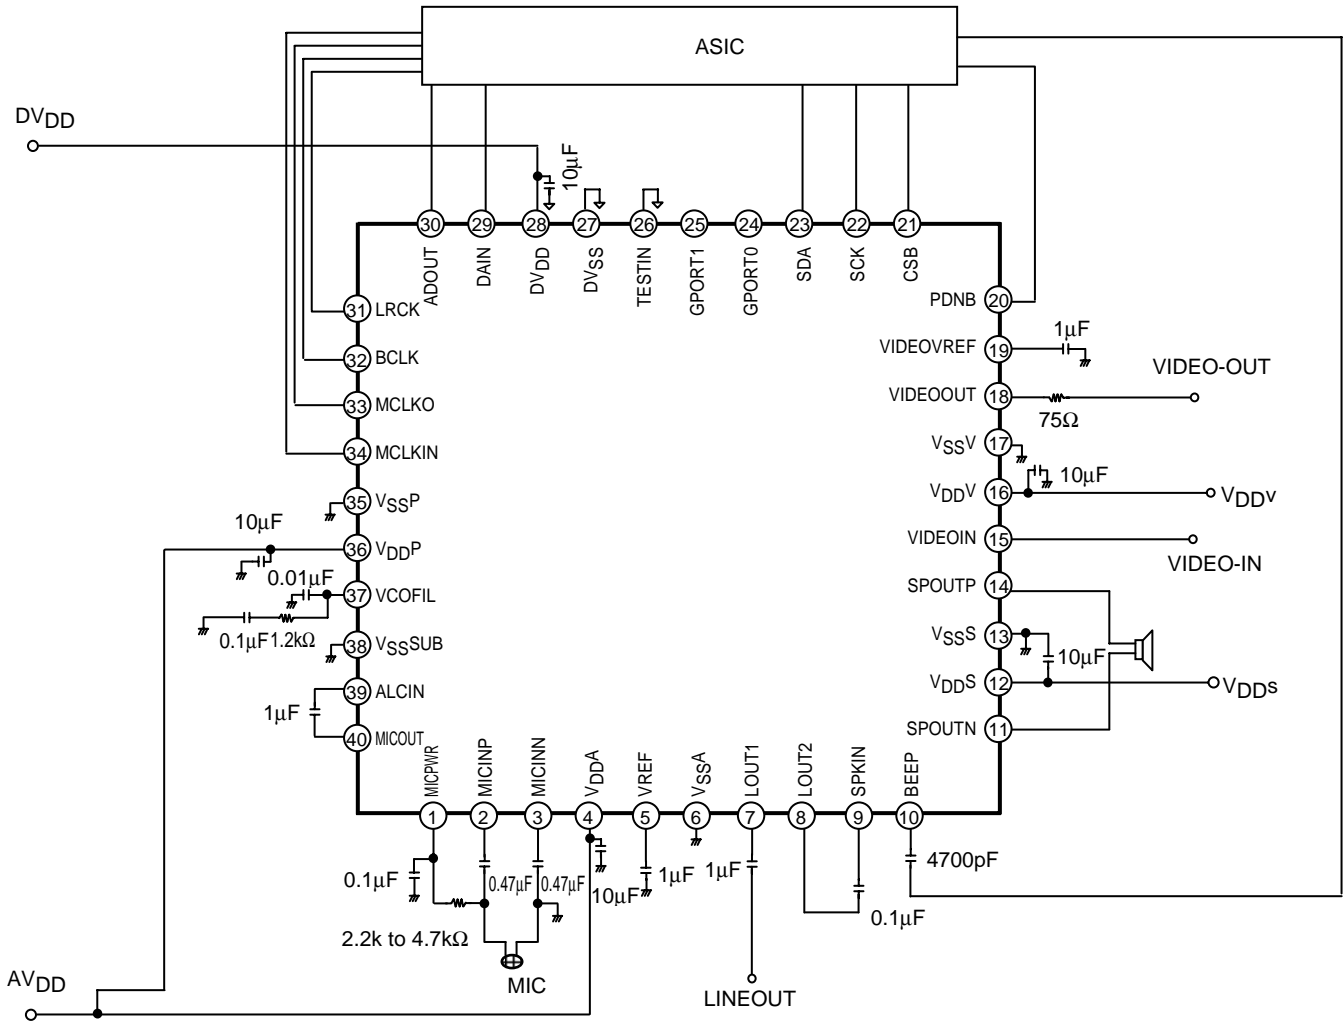 ASIC
DVDD
10μF
30
29
28
27
26
25
24
23
22
21
ADOUT
DAIN
DVDD
DVSS
TESTIN
GPORT1
GPORT0
SDA
SCK
CSB
31 LRCK
32 BCLK
33 MCLKO
34 MCLKIN
35 VSSP
10μF
36 VDDP
0.01μF
37 VCOFIL
0.1μF 1.2kΩ
38 VSSSUB
39 ALCIN
1μF
40 MICOUT
PDNB 20
1μF
VIDEOVREF 19
VIDEO-OUT
VIDEOOUT 18
75Ω
VSSV 17
10μF
VDDV 16
VDDV
VIDEOIN 15
VIDEO-IN
SPOUTP 14
VSSS 13
10μF
VDDS 12
VDDS
SPOUTN 11
MICPWR
MICINP
MICINN
VDDA
VREF
VSSA
LOUT1
LOUT2
SPKIN
BEEP
1
2
3
4
5
6
7
8
9
10
0.1μF
0.47μF
0.47μF
10μF
1μF
1μF
0.1μF
4700pF
2.2k to 4.7kΩ
MIC
LINEOUT
AVDD